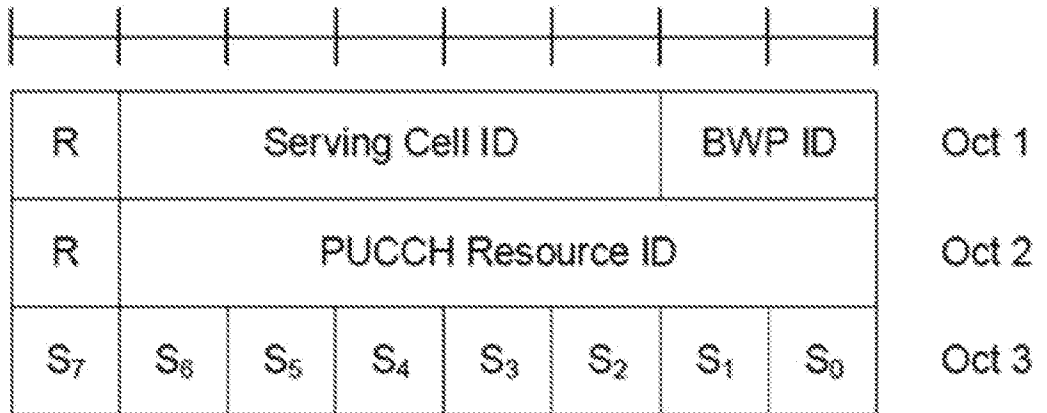 R Serving Cell ID BWP ID Oct 1
R PUCCH Resource ID Oct 2
S₇ S₆ S₅ S₄ S₃ S₂ S₁ S₀ Oct 3